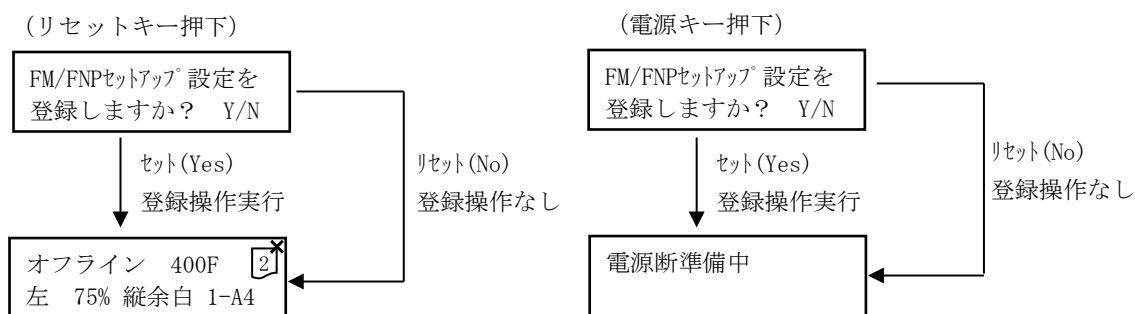 (リセットキー押下)
FM/FNPｾｯﾄｱｯﾌﾟ設定を
登録しますか？ Y/N
ｾｯﾄ(Yes)
登録操作実行
ﾘｾｯﾄ(No)
登録操作なし
オフライン 400F 2
左 75% 縦余白 1-A4
(電源キー押下)
FM/FNPｾｯﾄｱｯﾌﾟ設定を
登録しますか？ Y/N
ｾｯﾄ(Yes)
登録操作実行
ﾘｾｯﾄ(No)
登録操作なし
電源断準備中